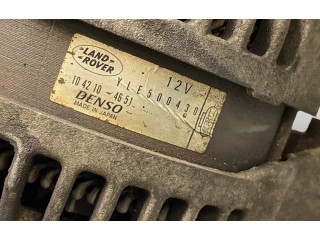 LAND-
ROVER
12V
YLE500430
104210-4651
DENSO
MADE IN JAPAN